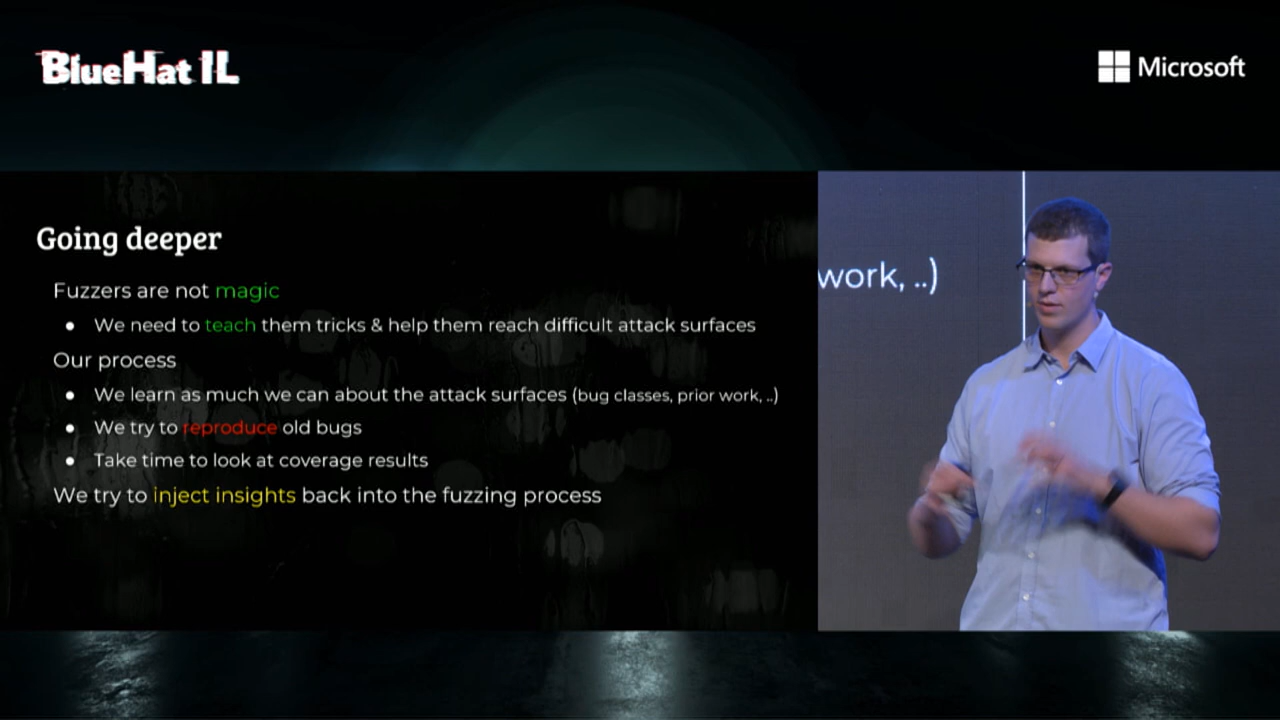 BlueHat IL
Microsoft
Going deeper
Fuzzers are not magic
● We need to teach them tricks & help them reach difficult attack surfaces
Our process
● We learn as much we can about the attack surfaces (bug classes, prior work, ..)
● We try to reproduce old bugs
● Take time to look at coverage results
We try to inject insights back into the fuzzing process
work, ..)